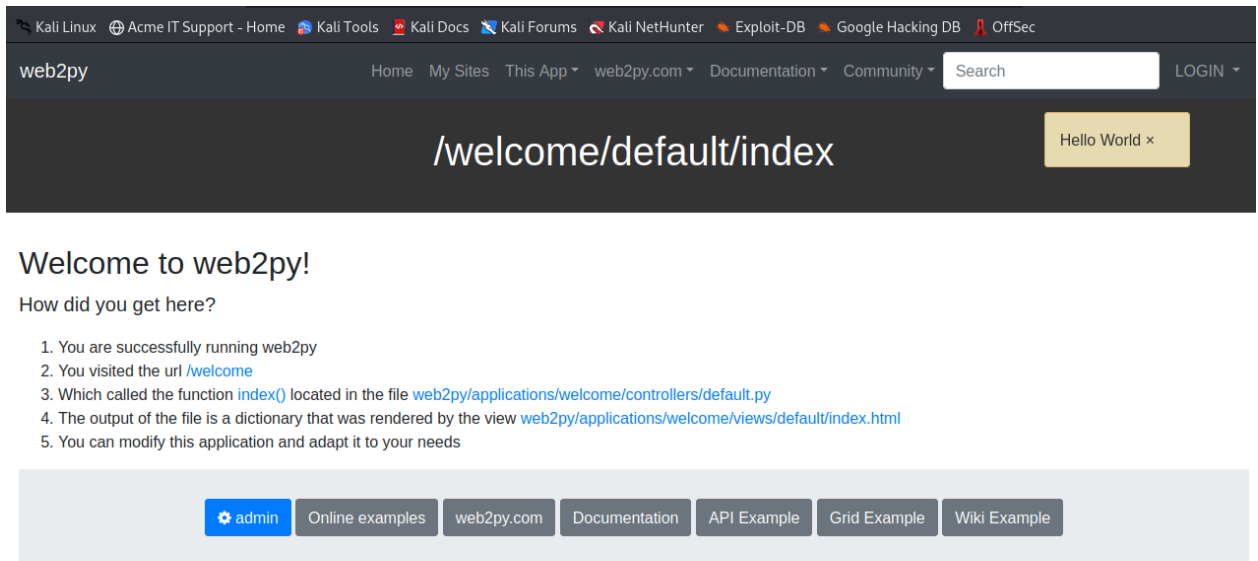 Kali Linux Acme IT Support - Home Kali Tools Kali Docs Kali Forums Kali NetHunter Exploit-DB Google Hacking DB OffSec
web2py Home My Sites This App web2py.com Documentation Community Search LOGIN
/welcome/default/index
Hello World ×
Welcome to web2py!
How did you get here?
1. You are successfully running web2py
2. You visited the url /welcome
3. Which called the function index() located in the file web2py/applications/welcome/controllers/default.py
4. The output of the file is a dictionary that was rendered by the view web2py/applications/welcome/views/default/index.html
5. You can modify this application and adapt it to your needs
admin Online examples web2py.com Documentation API Example Grid Example Wiki Example